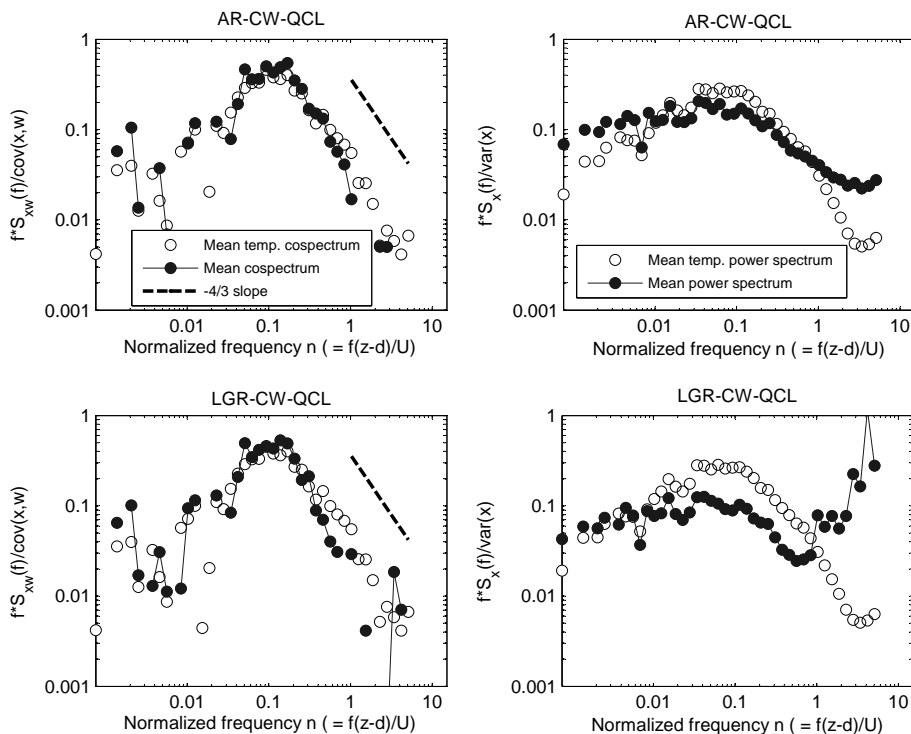 AR-CW-QCL
1
0.1
0.01
0.001
f*S_xw(f)/cov(x,w)
Mean temp. cospectrum
Mean cospectrum
-4/3 slope
0.01 0.1 1 10
Normalized frequency n ( = f(z-d)/U)
AR-CW-QCL
1
0.1
0.01
0.001
f*S_x(f)/var(x)
Mean temp. power spectrum
Mean power spectrum
0.01 0.1 1 10
Normalized frequency n ( = f(z-d)/U)
LGR-CW-QCL
1
0.1
0.01
0.001
f*S_xw(f)/cov(x,w)
0.01 0.1 1 10
Normalized frequency n ( = f(z-d)/U)
LGR-CW-QCL
1
0.1
0.01
0.001
f*S_x(f)/var(x)
0.01 0.1 1 10
Normalized frequency n ( = f(z-d)/U)